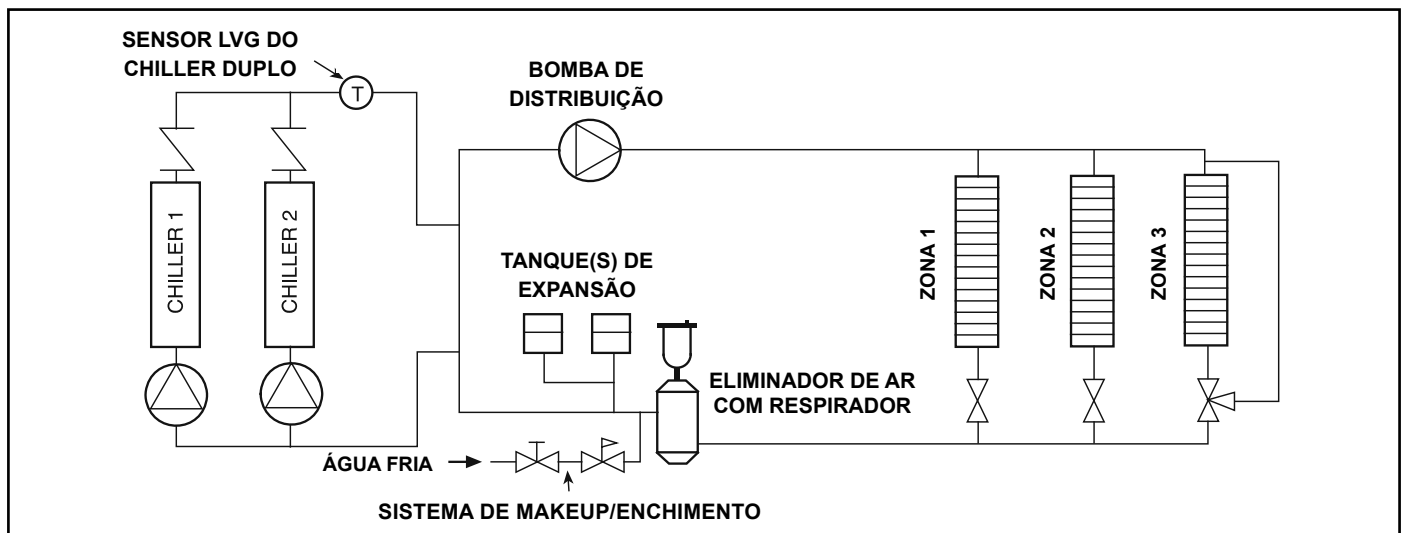 SENSOR LVG DO
CHILLER DUPLO
T
BOMBA DE
DISTRIBUIÇÃO
CHILLER 1
CHILLER 2
TANQUE(S) DE
EXPANSÃO
ZONA 1
ZONA 2
ZONA 3
ELIMINADOR DE AR
COM RESPIRADOR
ÁGUA FRIA
SISTEMA DE MAKEUP/ENCHIMENTO